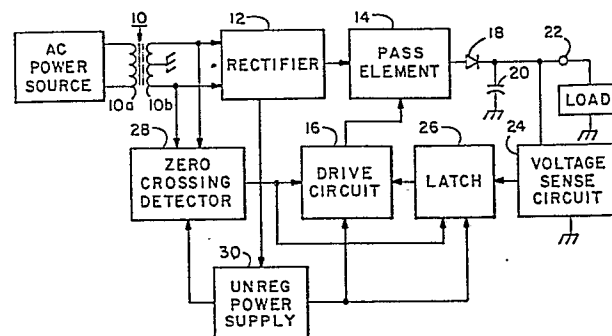 AC
POWER
SOURCE
10
10a
10b
12
RECTIFIER
14
PASS
ELEMENT
18
20
22
LOAD
28
ZERO
CROSSING
DETECTOR
16
DRIVE
CIRCUIT
26
LATCH
24
VOLTAGE
SENSE
CIRCUIT
30
UNREG
POWER
SUPPLY